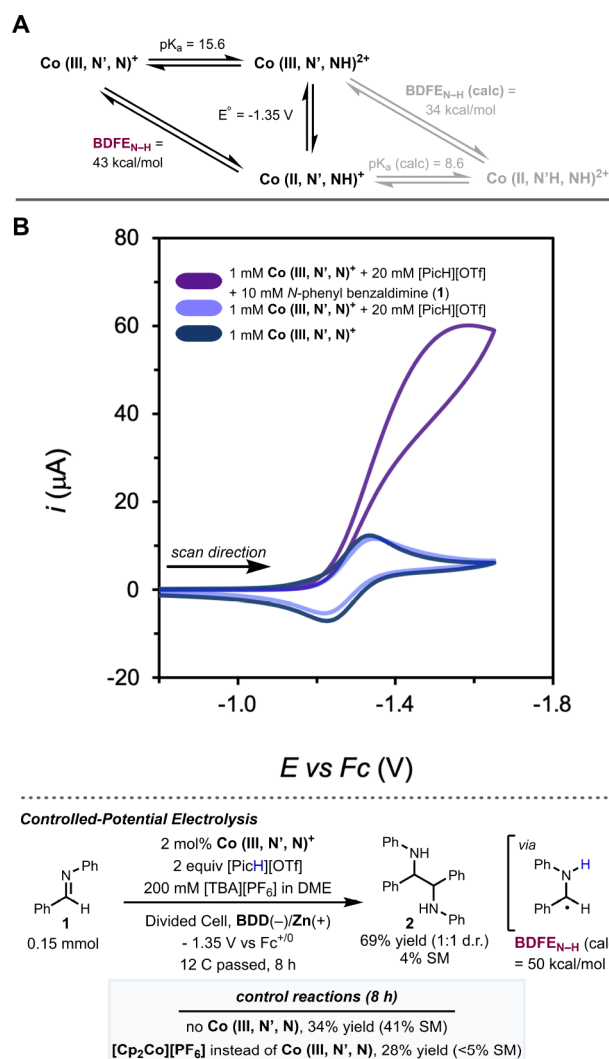 A
pKa = 15.6
Co (III, N', N)+
Co (III, N', NH)2+
BDFEN–H (calc) =
34 kcal/mol
E° = -1.35 V
BDFEN–H =
43 kcal/mol
pKa (calc) = 8.6
Co (II, N', NH)+
Co (II, N'H, NH)2+
B
80
60
40
20
0
-20
i (μA)
1 mM Co (III, N', N)+ + 20 mM [PicH][OTf]
+ 10 mM N-phenyl benzaldimine (1)
1 mM Co (III, N', N)+ + 20 mM [PicH][OTf]
1 mM Co (III, N', N)+
scan direction
-1.0
-1.4
-1.8
E vs Fc (V)
Controlled-Potential Electrolysis
N
Ph
Ph
H
1
0.15 mmol
2 mol% Co (III, N', N)+
2 equiv [PicH][OTf]
200 mM [TBA][PF6] in DME
Divided Cell, BDD(–)/Zn(+)
- 1.35 V vs Fc+/0
12 C passed, 8 h
Ph
NH
Ph
Ph
HN
Ph
2
69% yield (1:1 d.r.)
4% SM
via
Ph
N
H
Ph
H
BDFEN–H (cal
= 50 kcal/mol
control reactions (8 h)
no Co (III, N', N), 34% yield (41% SM)
[Cp2Co][PF6] instead of Co (III, N', N), 28% yield (<5% SM)